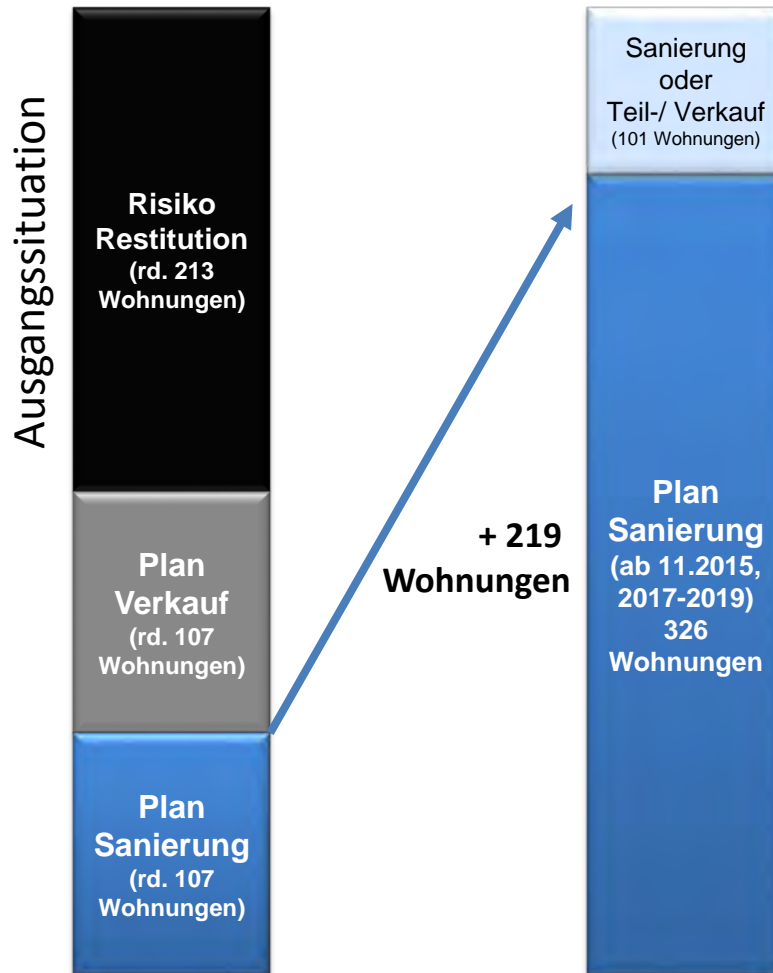 Ausgangssituation
Risiko
Restitution
(rd. 213
Wohnungen)
Plan
Verkauf
(rd. 107
Wohnungen)
Plan
Sanierung
(rd. 107
Wohnungen)
+ 219
Wohnungen
Sanierung
oder
Teil-/ Verkauf
(101 Wohnungen)
Plan
Sanierung
(ab 11.2015,
2017-2019)
326
Wohnungen